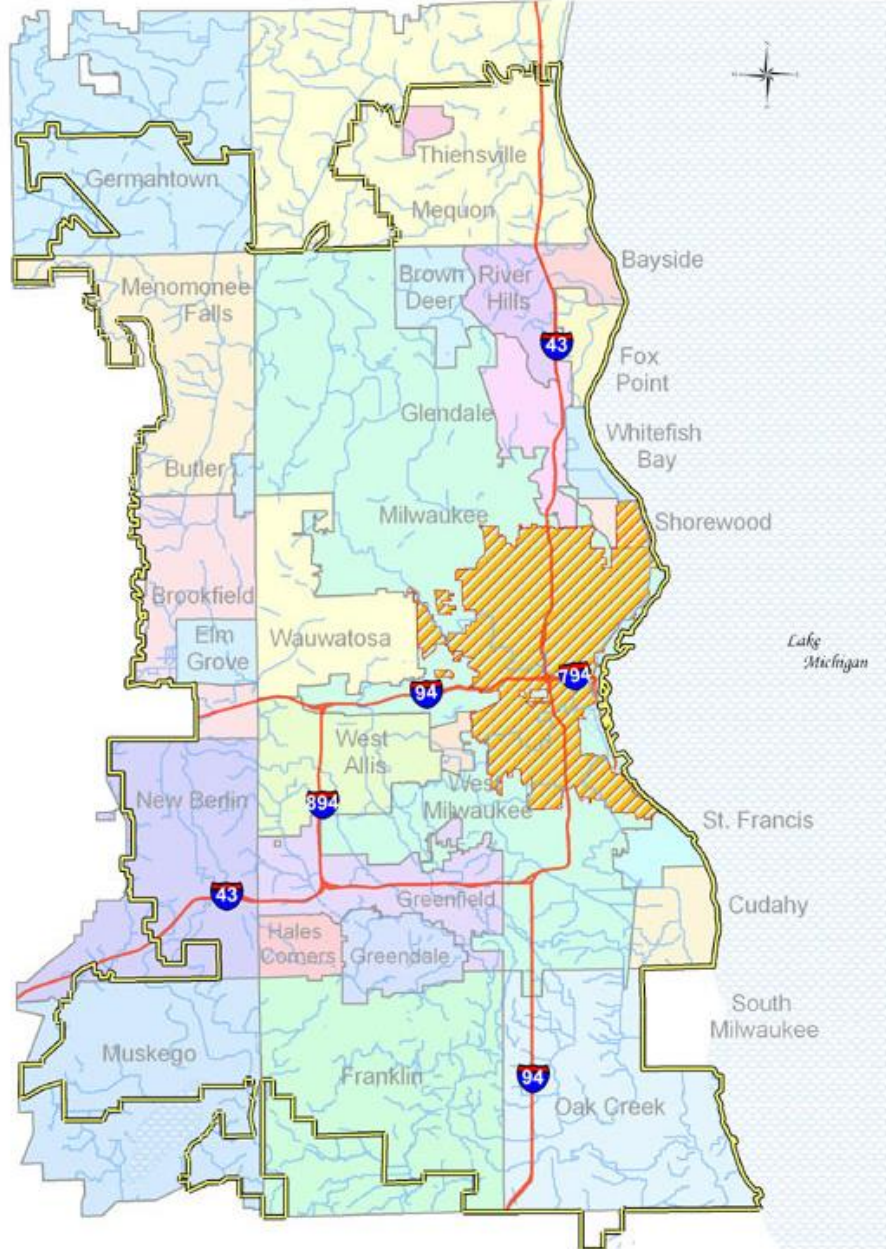 Thiensville
Germantown
Mequon
Bayside
Brown
Deer
River
Hills
Menomonee
Falls
43
Fox
Point
Glendale
Whitefish
Bay
Butler
Milwaukee
Shorewood
Brookfield
Elm
Grove
Wauwatosa
Lake
Michigan
794
94
West
Allis
New Berlin
894
West
Milwaukee
St. Francis
43
Greenfield
Cudahy
Hales
Corners
Greendale
South
Milwaukee
Muskego
Franklin
94
Oak Creek